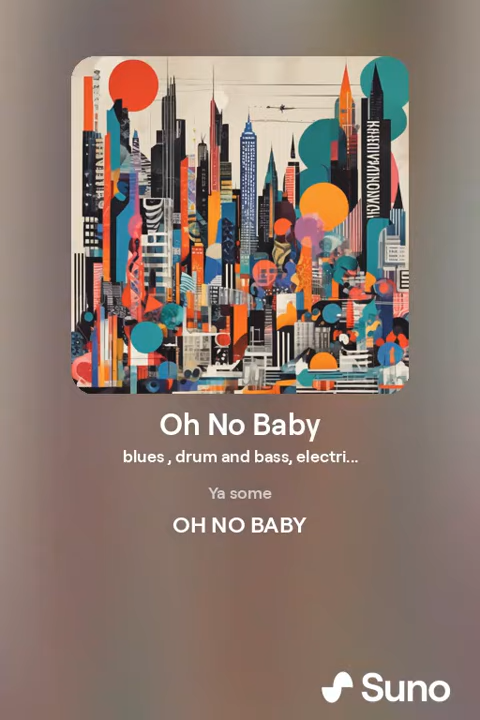 Oh No Baby
blues , drum and bass, electri...
Ya some
OH NO BABY
Suno